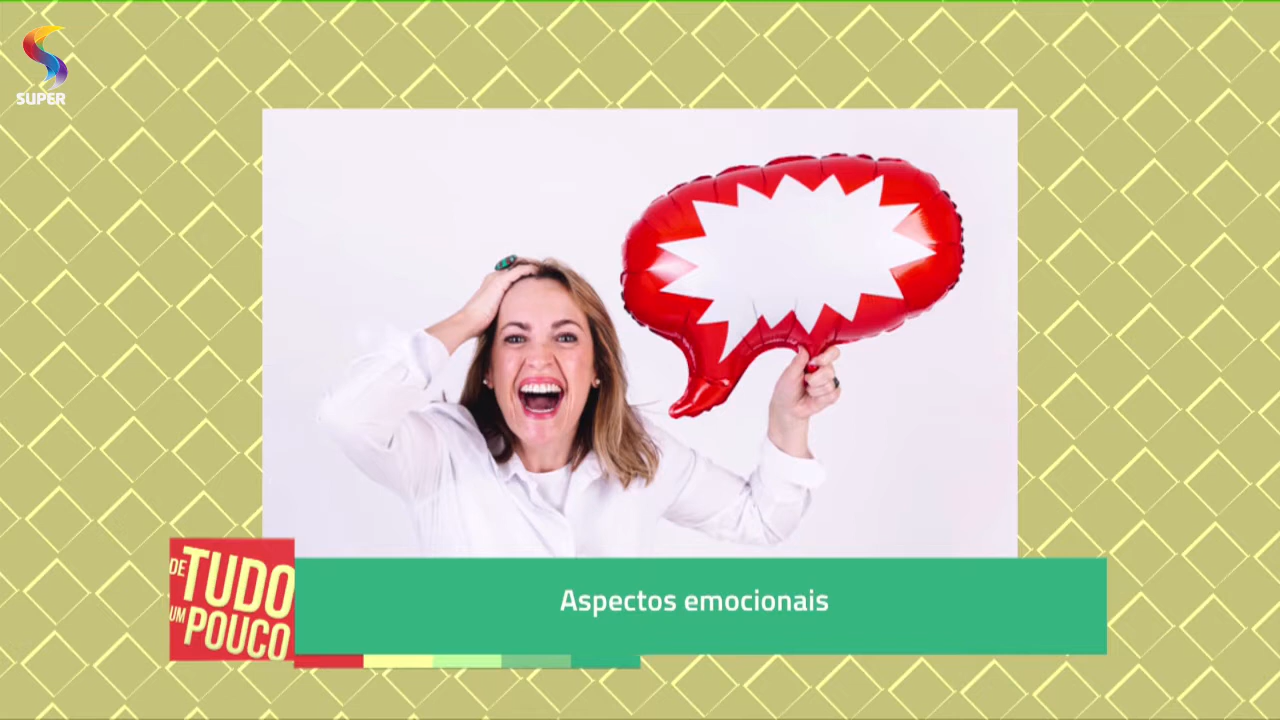 SUPER
DE
TUDO
UM
POUCO
Aspectos emocionais